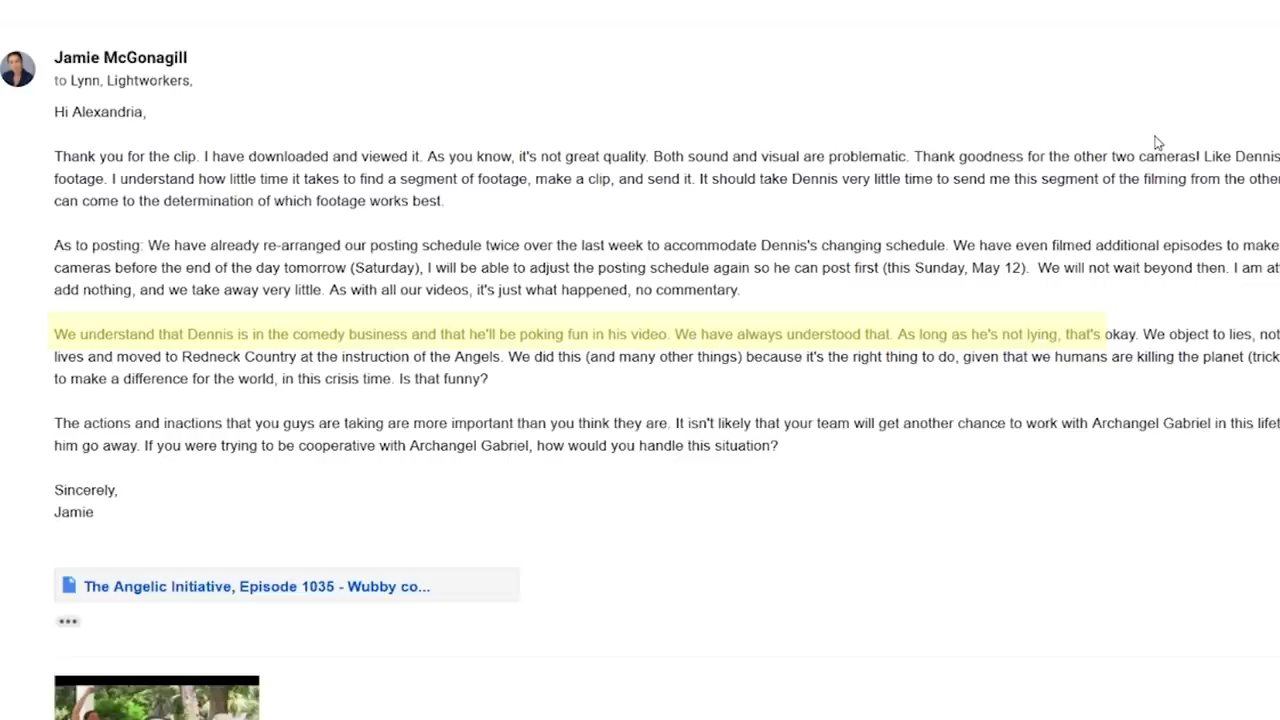 Jamie McGonagill
to Lynn, Lightworkers,
Hi Alexandria,
Thank you for the clip. I have downloaded and viewed it. As you know, it's not great quality. Both sound and visual are problematic. Thank goodness for the other two cameras! Like Dennis
footage. I understand how little time it takes to find a segment of footage, make a clip, and send it. It should take Dennis very little time to send me this segment of the filming from the other
can come to the determination of which footage works best.
As to posting: We have already re-arranged our posting schedule twice over the last week to accommodate Dennis's changing schedule. We have even filmed additional episodes to make
cameras before the end of the day tomorrow (Saturday), I will be able to adjust the posting schedule again so he can post first (this Sunday, May 12). We will not wait beyond then. I am at
add nothing, and we take away very little. As with all our videos, it's just what happened, no commentary.
We understand that Dennis is in the comedy business and that he'll be poking fun in his video. We have always understood that. As long as he's not lying, that's okay. We object to lies, not
lives and moved to Redneck Country at the instruction of the Angels. We did this (and many other things) because it's the right thing to do, given that we humans are killing the planet (trick
to make a difference for the world, in this crisis time. Is that funny?
The actions and inactions that you guys are taking are more important than you think they are. It isn't likely that your team will get another chance to work with Archangel Gabriel in this lifet
him go away. If you were trying to be cooperative with Archangel Gabriel, how would you handle this situation?
Sincerely,
Jamie
The Angelic Initiative, Episode 1035 - Wubby co...